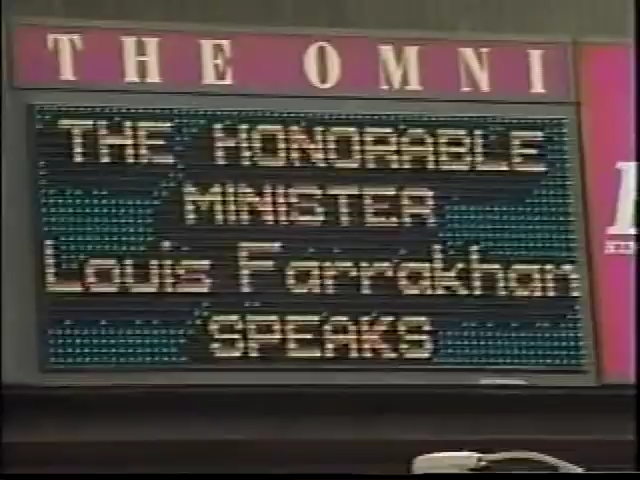 THE OMNI
THE HONORABLE
MINISTER
Louis Farrakhan
SPEAKS